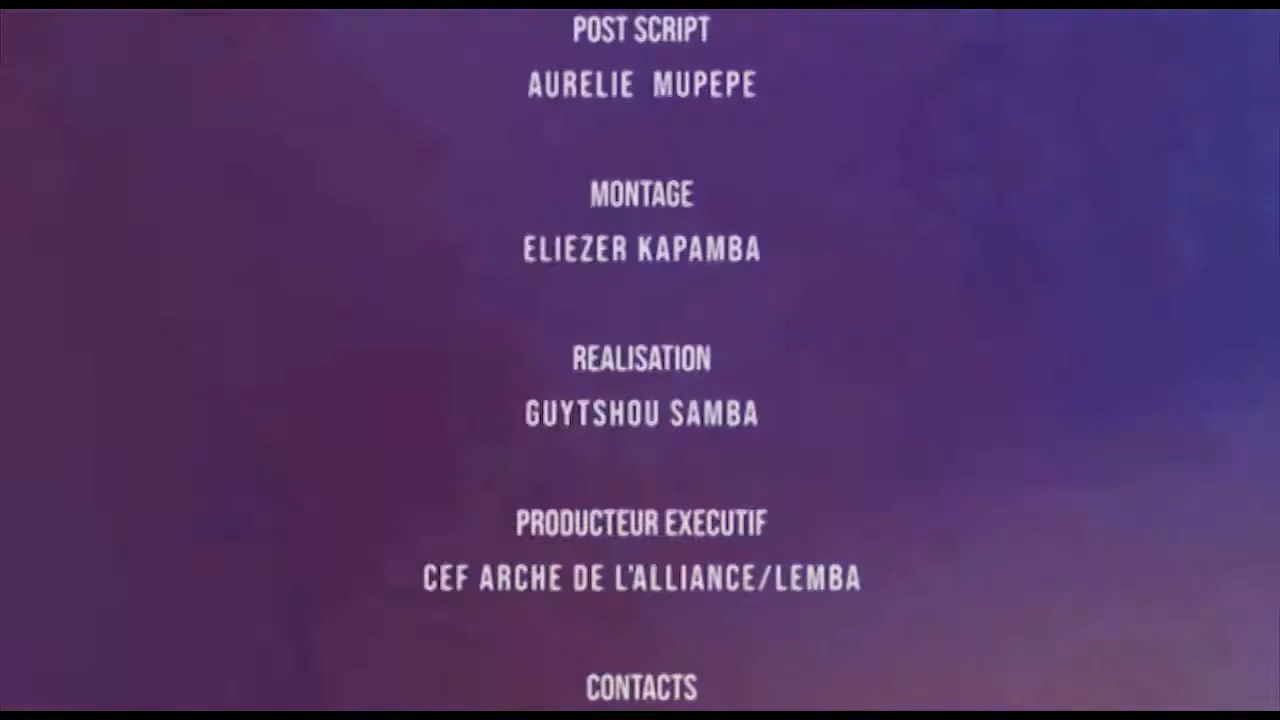 POST SCRIPT
AURELIE MUPEPE
MONTAGE
ELIEZER KAPAMBA
REALISATION
GUYTSHOU SAMBA
PRODUCTEUR EXECUTIF
CEF ARCHE DE L'ALLIANCE/LEMBA
CONTACTS